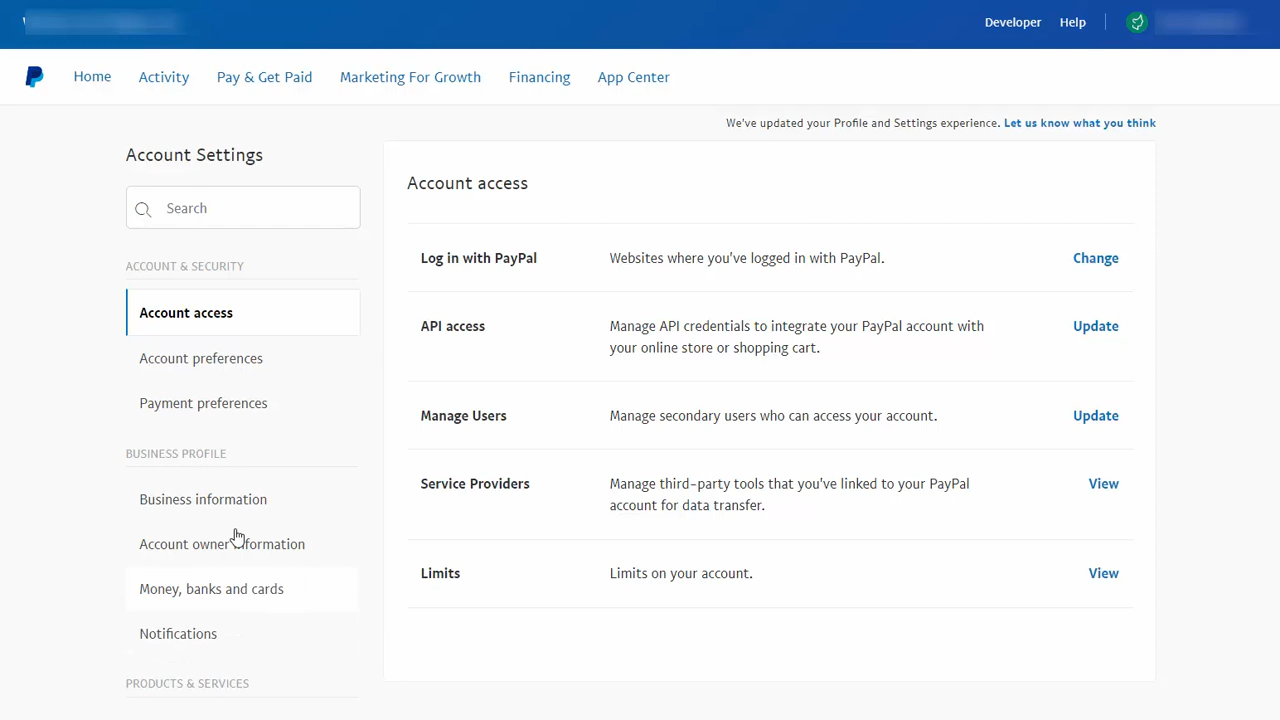 Developer Help
Home Activity Pay & Get Paid Marketing For Growth Financing App Center
We've updated your Profile and Settings experience. Let us know what you think
Account Settings
Search
ACCOUNT & SECURITY
Account access
Account preferences
Payment preferences
BUSINESS PROFILE
Business information
Account owner information
Money, banks and cards
Notifications
PRODUCTS & SERVICES
Account access
Log in with PayPal Websites where you've logged in with PayPal. Change
API access Manage API credentials to integrate your PayPal account with Update
your online store or shopping cart.
Manage Users Manage secondary users who can access your account. Update
Service Providers Manage third-party tools that you've linked to your PayPal View
account for data transfer.
Limits Limits on your account. View